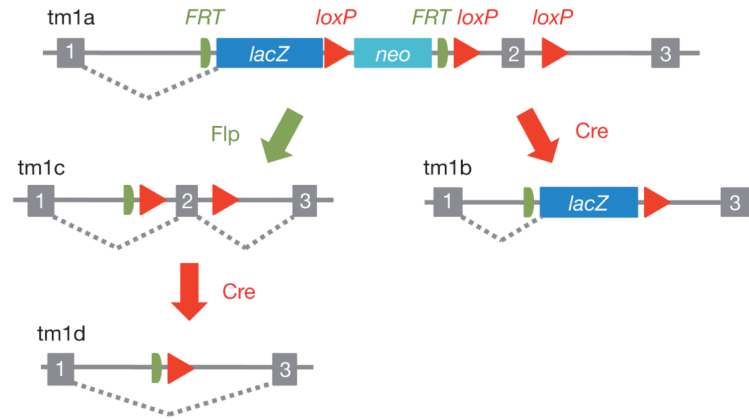 tm1a FRT loxP FRT loxP loxP
1 lacZ neo 2 3
Flp Cre
tm1c tm1b
1 2 3 1 lacZ 3
Cre
tm1d
1 3